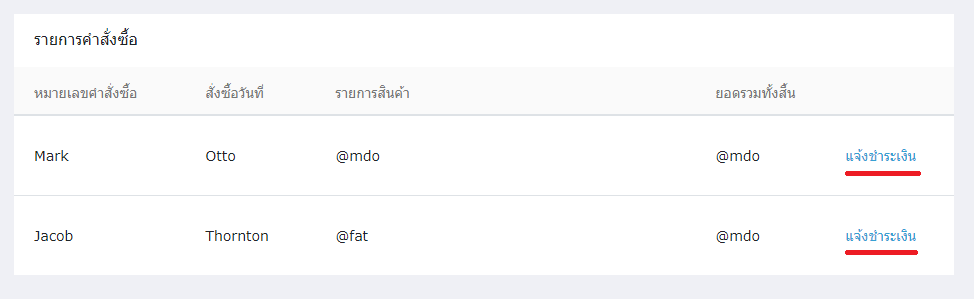 รายการคำสั่งซื้อ
หมายเลขคำสั่งซื้อ สั่งซื้อวันที่ รายการสินค้า ยอดรวมทั้งสิ้น
Mark Otto @mdo @mdo แจ้งชำระเงิน
Jacob Thornton @fat @mdo แจ้งชำระเงิน